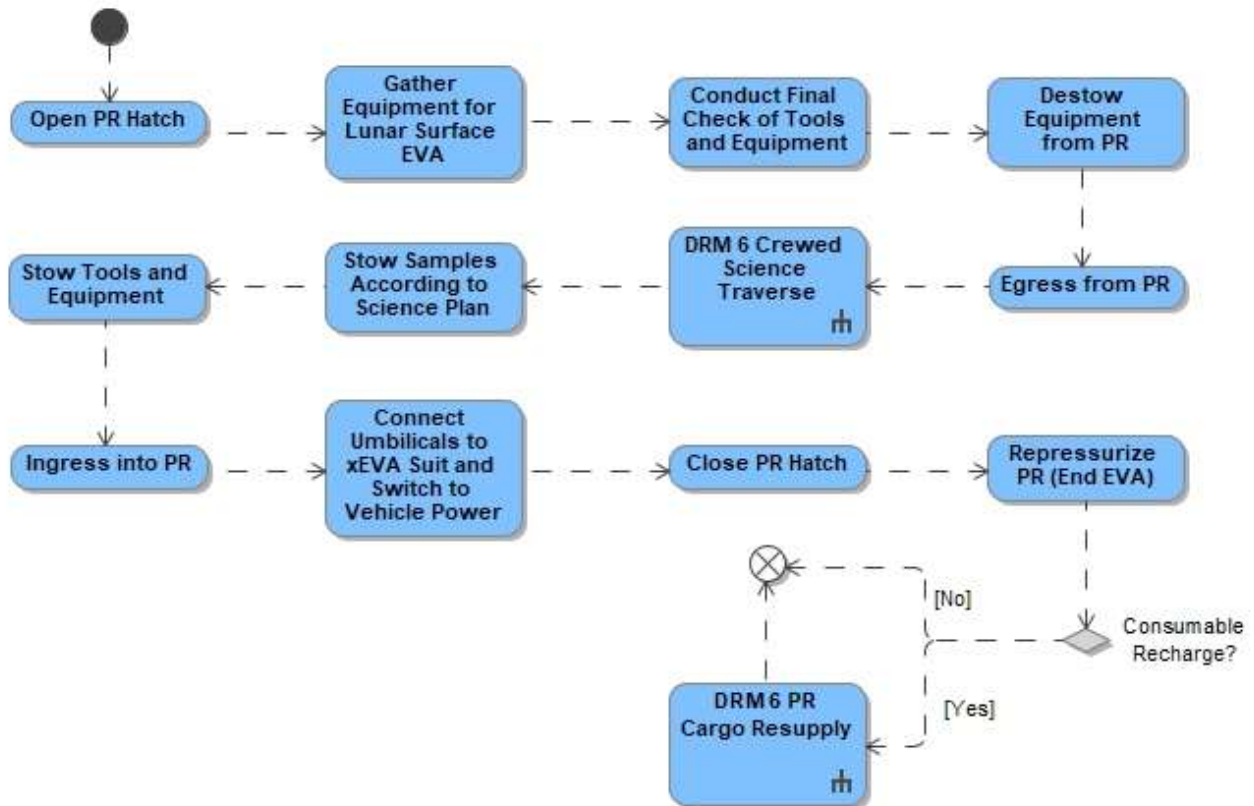 Open PR Hatch
Gather
Equipment for
Lunar Surface
EVA
Conduct Final
Check of Tools
and Equipment
Destow
Equipment
from PR
Egress from PR
DRM 6 Crewed
Science
Traverse
Stow Samples
According to
Science Plan
Stow Tools and
Equipment
Ingress into PR
Connect
Umbilicals to
xEVA Suit and
Switch to
Vehicle Power
Close PR Hatch
Repressurize
PR (End EVA)
Consumable
Recharge?
[No]
[Yes]
DRM 6 PR
Cargo Resupply